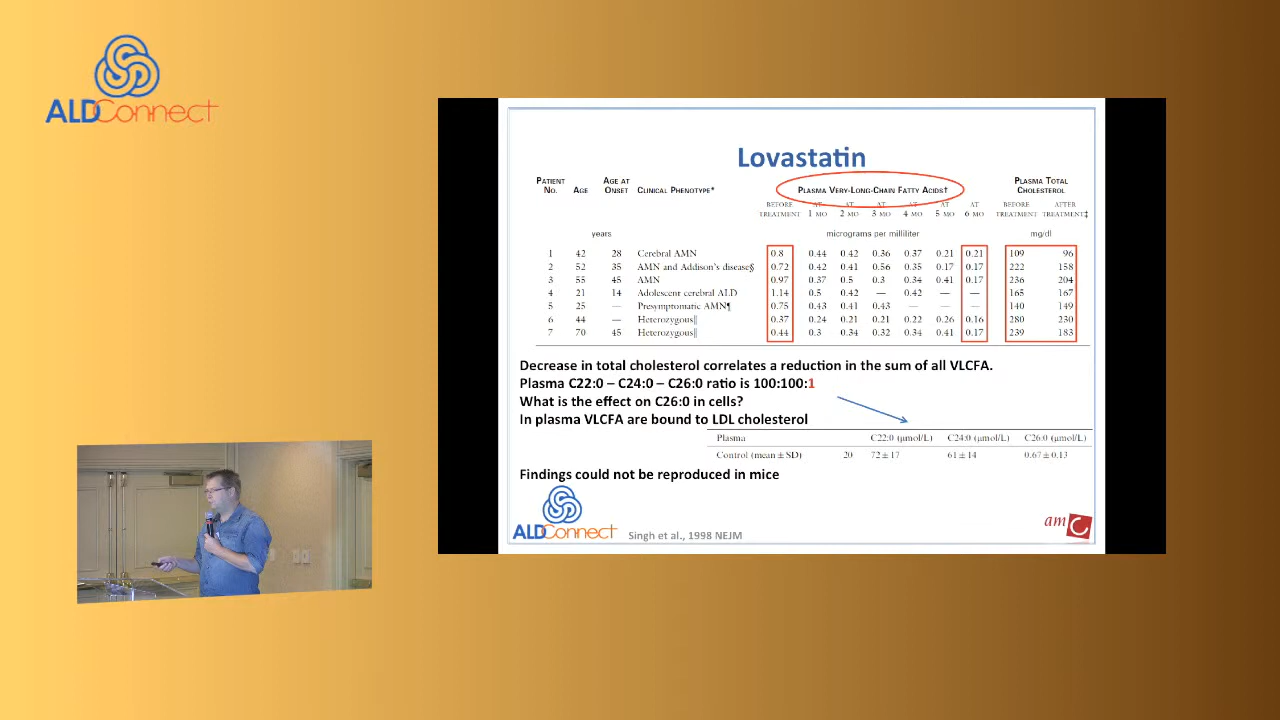 ALDConnect
Lovastatin
PATIENT NO. AGE AGE AT ONSET CLINICAL PHENOTYPE* PLASMA VERY-LONG-CHAIN FATTY ACIDS† PLASMA TOTAL CHOLESTEROL
BEFORE TREATMENT AT 1 MO AT 2 MO AT 3 MO AT 4 MO AT 5 MO AT 6 MO BEFORE TREATMENT AFTER TREATMENT‡
years micrograms per milliliter mg/dl
1 42 28 Cerebral AMN 0.8 0.44 0.42 0.36 0.37 0.21 0.21 109 96
2 52 35 AMN and Addison's disease§ 0.72 0.42 0.41 0.56 0.35 0.17 0.17 222 158
3 55 45 AMN 0.97 0.37 0.5 0.3 0.34 0.41 0.17 236 204
4 21 14 Adolescent cerebral ALD 1.14 0.5 0.42 — 0.42 — — 165 167
5 25 — Presymptomatic AMN¶ 0.75 0.43 0.41 0.43 — — — 140 149
6 44 — Heterozygous‖ 0.37 0.24 0.21 0.21 0.22 0.26 0.16 280 230
7 70 45 Heterozygous‖ 0.44 0.3 0.34 0.32 0.34 0.41 0.17 239 183
Decrease in total cholesterol correlates a reduction in the sum of all VLCFA.
Plasma C22:0 – C24:0 – C26:0 ratio is 100:100:1
What is the effect on C26:0 in cells?
In plasma VLCFA are bound to LDL cholesterol
Plasma C22:0 (μmol/L) C24:0 (μmol/L) C26:0 (μmol/L)
Control (mean ± SD) 20 72 ± 17 61 ± 14 0.67 ± 0.13
Findings could not be reproduced in mice
ALDConnect
Singh et al., 1998 NEJM
amC